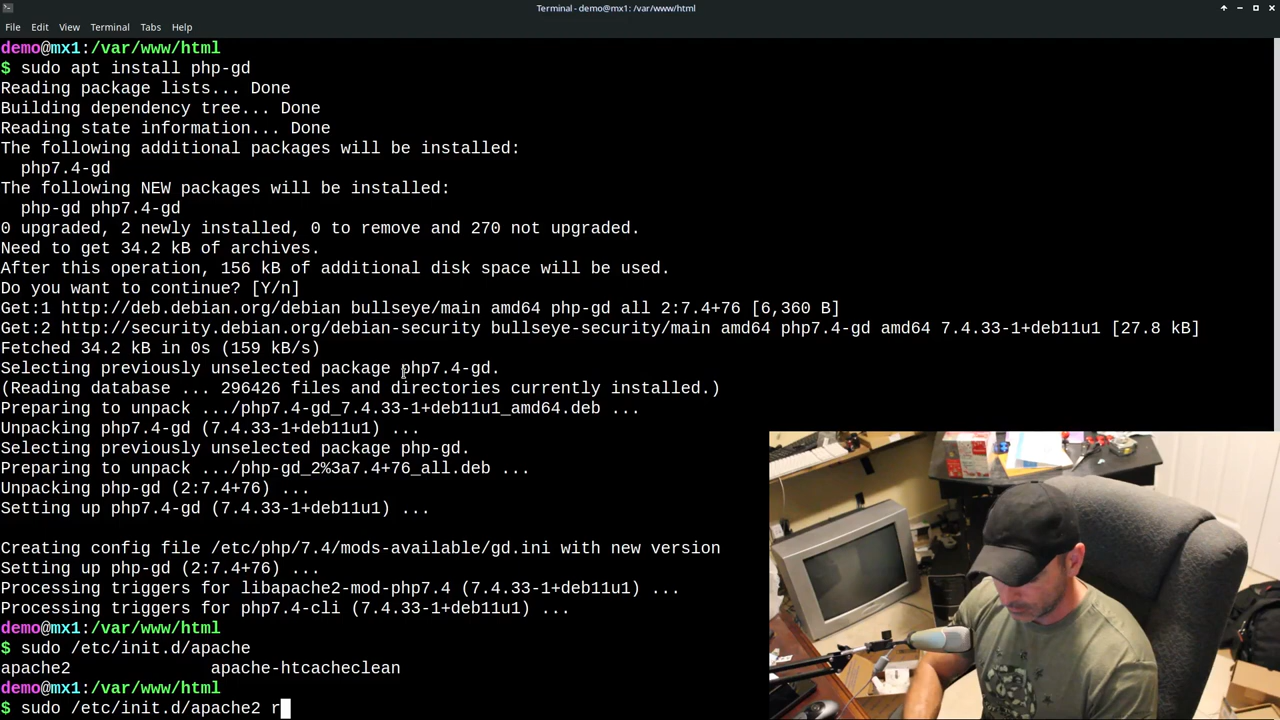 Terminal - demo@mx1: /var/www/html
File Edit View Terminal Tabs Help
demo@mx1:/var/www/html
$ sudo apt install php-gd
Reading package lists... Done
Building dependency tree... Done
Reading state information... Done
The following additional packages will be installed:
  php7.4-gd
The following NEW packages will be installed:
  php-gd php7.4-gd
0 upgraded, 2 newly installed, 0 to remove and 270 not upgraded.
Need to get 34.2 kB of archives.
After this operation, 156 kB of additional disk space will be used.
Do you want to continue? [Y/n]
Get:1 http://deb.debian.org/debian bullseye/main amd64 php-gd all 2:7.4+76 [6,360 B]
Get:2 http://security.debian.org/debian-security bullseye-security/main amd64 php7.4-gd amd64 7.4.33-1+deb11u1 [27.8 kB]
Fetched 34.2 kB in 0s (159 kB/s)
Selecting previously unselected package php7.4-gd.
(Reading database ... 296426 files and directories currently installed.)
Preparing to unpack .../php7.4-gd_7.4.33-1+deb11u1_amd64.deb ...
Unpacking php7.4-gd (7.4.33-1+deb11u1) ...
Selecting previously unselected package php-gd.
Preparing to unpack .../php-gd_2%3a7.4+76_all.deb ...
Unpacking php-gd (2:7.4+76) ...
Setting up php7.4-gd (7.4.33-1+deb11u1) ...

Creating config file /etc/php/7.4/mods-available/gd.ini with new version
Setting up php-gd (2:7.4+76) ...
Processing triggers for libapache2-mod-php7.4 (7.4.33-1+deb11u1) ...
Processing triggers for php7.4-cli (7.4.33-1+deb11u1) ...
demo@mx1:/var/www/html
$ sudo /etc/init.d/apache
apache2              apache-htcacheclean
demo@mx1:/var/www/html
$ sudo /etc/init.d/apache2 r